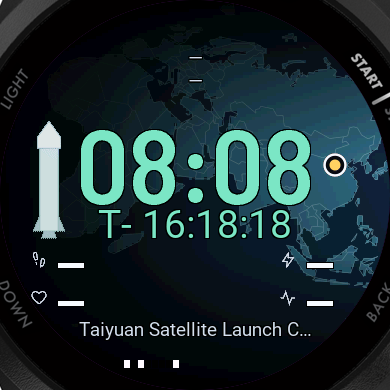 LIGHT
START
08:08
T- 16:18:18
DOWN
BACK
Taiyuan Satellite Launch C...